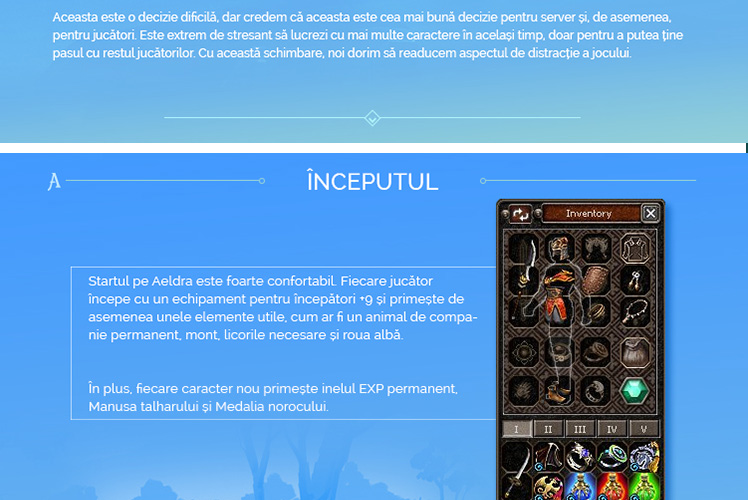 Aceasta este o decizie dificilă, dar credem că aceasta este cea mai bună decizie pentru server și, de asemenea,
pentru jucători. Este extrem de stresant să lucrezi cu mai multe caractere în același timp, doar pentru a putea ține
pasul cu restul jucătorilor. Cu această schimbare, noi dorim să readucem aspectul de distracție a jocului.
ÎNCEPUTUL
Inventory
Startul pe Aeldra este foarte confortabil. Fiecare jucător
începe cu un echipament pentru începători +9 și primește de
asemenea unele elemente utile, cum ar fi un animal de compa-
nie permanent, mont, licorile necesare și roua albă.
În plus, fiecare caracter nou primește inelul EXP permanent,
Manusa talharului și Medalia norocului.
I II III IV V